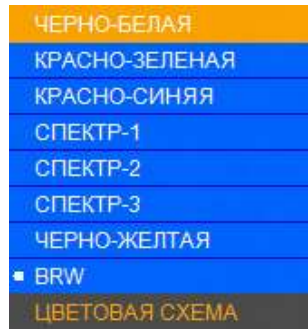 ЧЕРНО-БЕЛАЯ
КРАСНО-ЗЕЛЕНАЯ
КРАСНО-СИНЯЯ
СПЕКТР-1
СПЕКТР-2
СПЕКТР-3
ЧЕРНО-ЖЕЛТАЯ
BRW
ЦВЕТОВАЯ СХЕМА